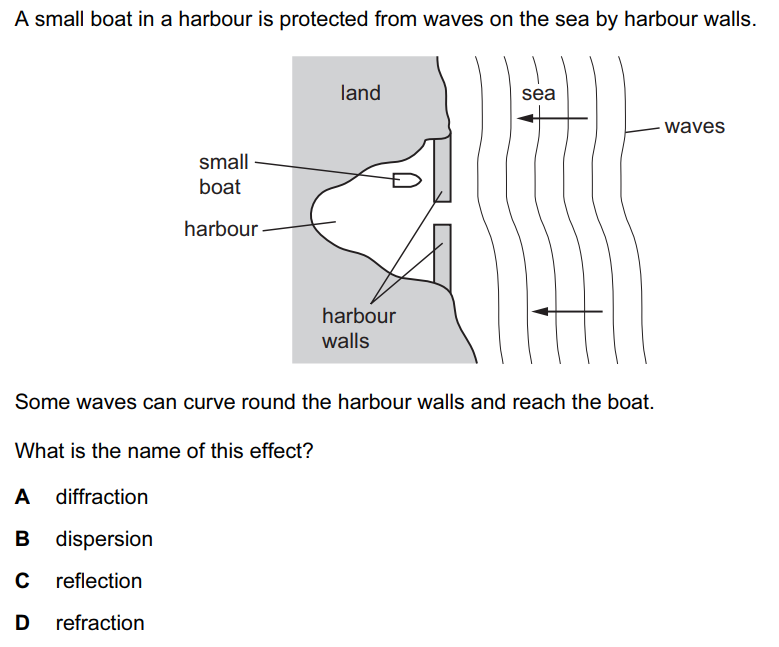 A small boat in a harbour is protected from waves on the sea by harbour walls.
land
sea
waves
small
boat
harbour
harbour
walls
Some waves can curve round the harbour walls and reach the boat.
What is the name of this effect?
A diffraction
B dispersion
C reflection
D refraction